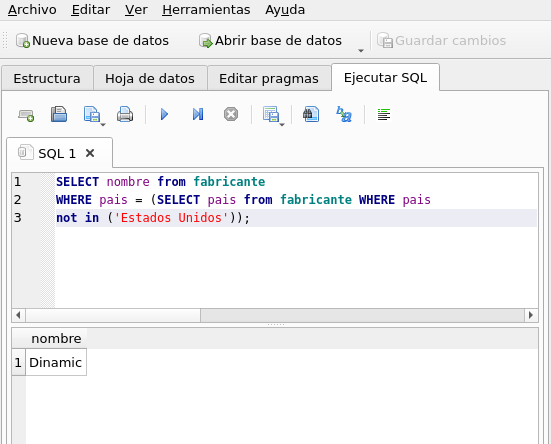 Archivo Editar Ver Herramientas Ayuda
Nueva base de datos Abrir base de datos Guardar cambios
Estructura Hoja de datos Editar pragmas Ejecutar SQL
SQL 1
1 SELECT nombre from fabricante
2 WHERE pais = (SELECT pais from fabricante WHERE pais
3 not in ('Estados Unidos'));
nombre
1 Dinamic